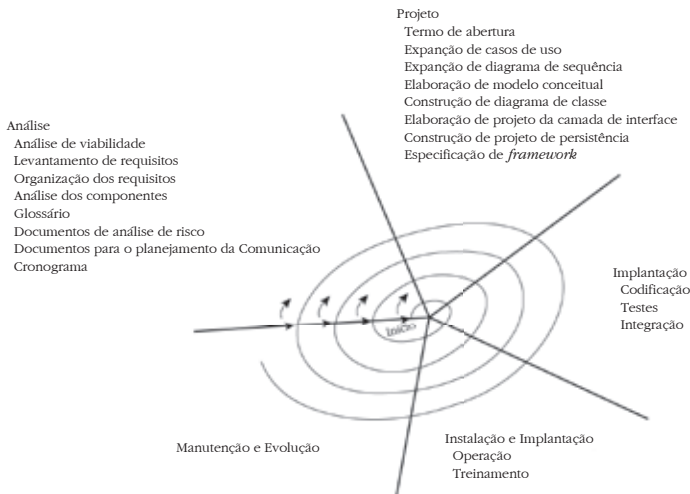 Projeto
Termo de abertura
Expanção de casos de uso
Expanção de diagrama de sequência
Elaboração de modelo conceitual
Construção de diagrama de classe
Elaboração de projeto da camada de interface
Construção de projeto de persistência
Especificação de framework
Análise
Análise de viabilidade
Levantamento de requisitos
Organização dos requisitos
Análise dos componentes
Glossário
Documentos de análise de risco
Documentos para o planejamento da Comunicação
Cronograma
Implantação
Codificação
Testes
Integração
Início
Manutenção e Evolução
Instalação e Implantação
Operação
Treinamento